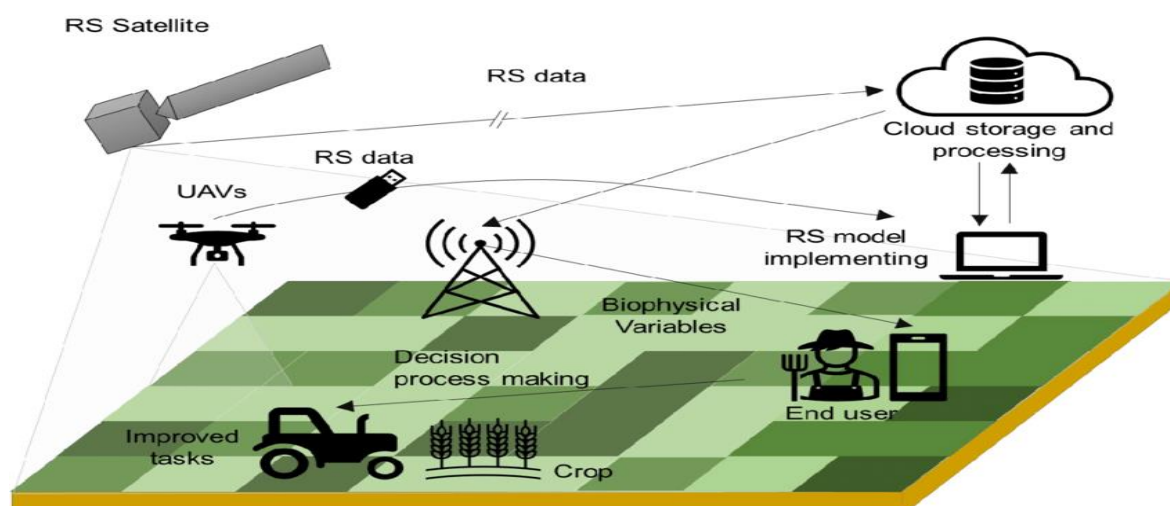 RS Satellite
RS data
Cloud storage and
processing
RS data
UAVs
RS model
implementing
Biophysical
Variables
Decision
process making
End user
Improved
tasks
Crop